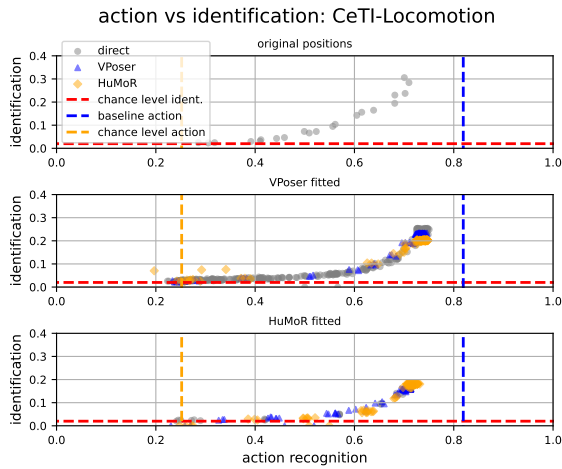 action vs identification: CeTI-Locomotion
original positions
direct
VPoser
HuMoR
chance level ident.
baseline action
chance level action
identification
0.4
0.3
0.2
0.1
0.0
0.0 0.2 0.4 0.6 0.8 1.0
VPoser fitted
identification
0.4
0.3
0.2
0.1
0.0
0.0 0.2 0.4 0.6 0.8 1.0
HuMoR fitted
identification
0.4
0.3
0.2
0.1
0.0
0.0 0.2 0.4 0.6 0.8 1.0
action recognition